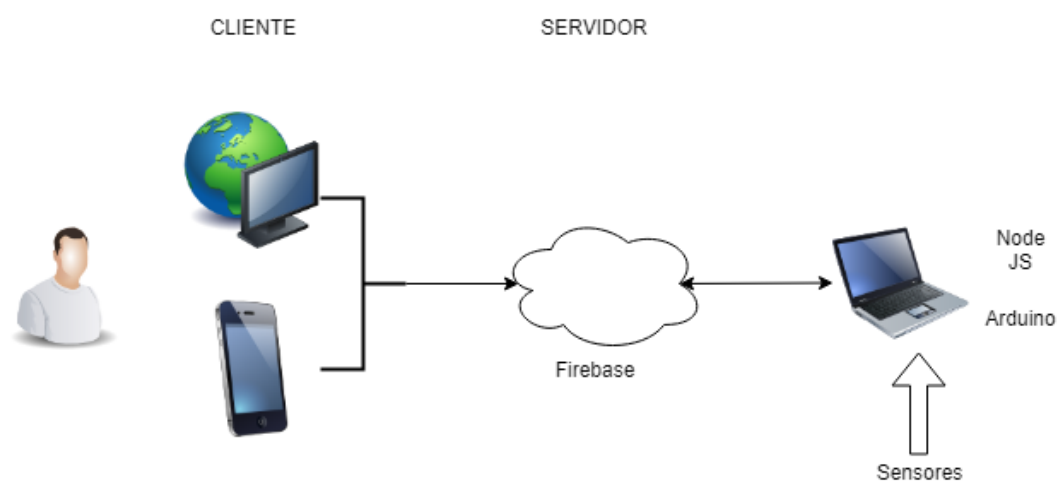 CLIENTE
SERVIDOR
Node
JS
Arduino
Firebase
Sensores